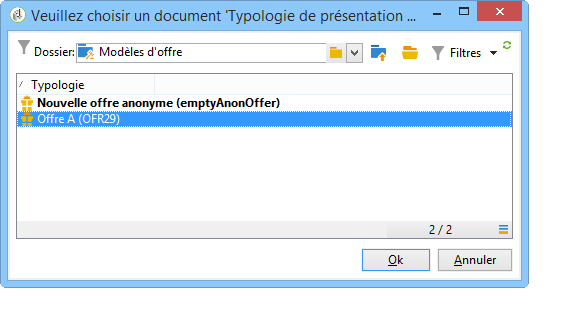 Veuillez choisir un document 'Typologie de présentation ...
Dossier: Modèles d'offre Filtres
Typologie
Nouvelle offre anonyme (emptyAnonOffer)
Offre A (OFR29)
2 / 2
Ok Annuler